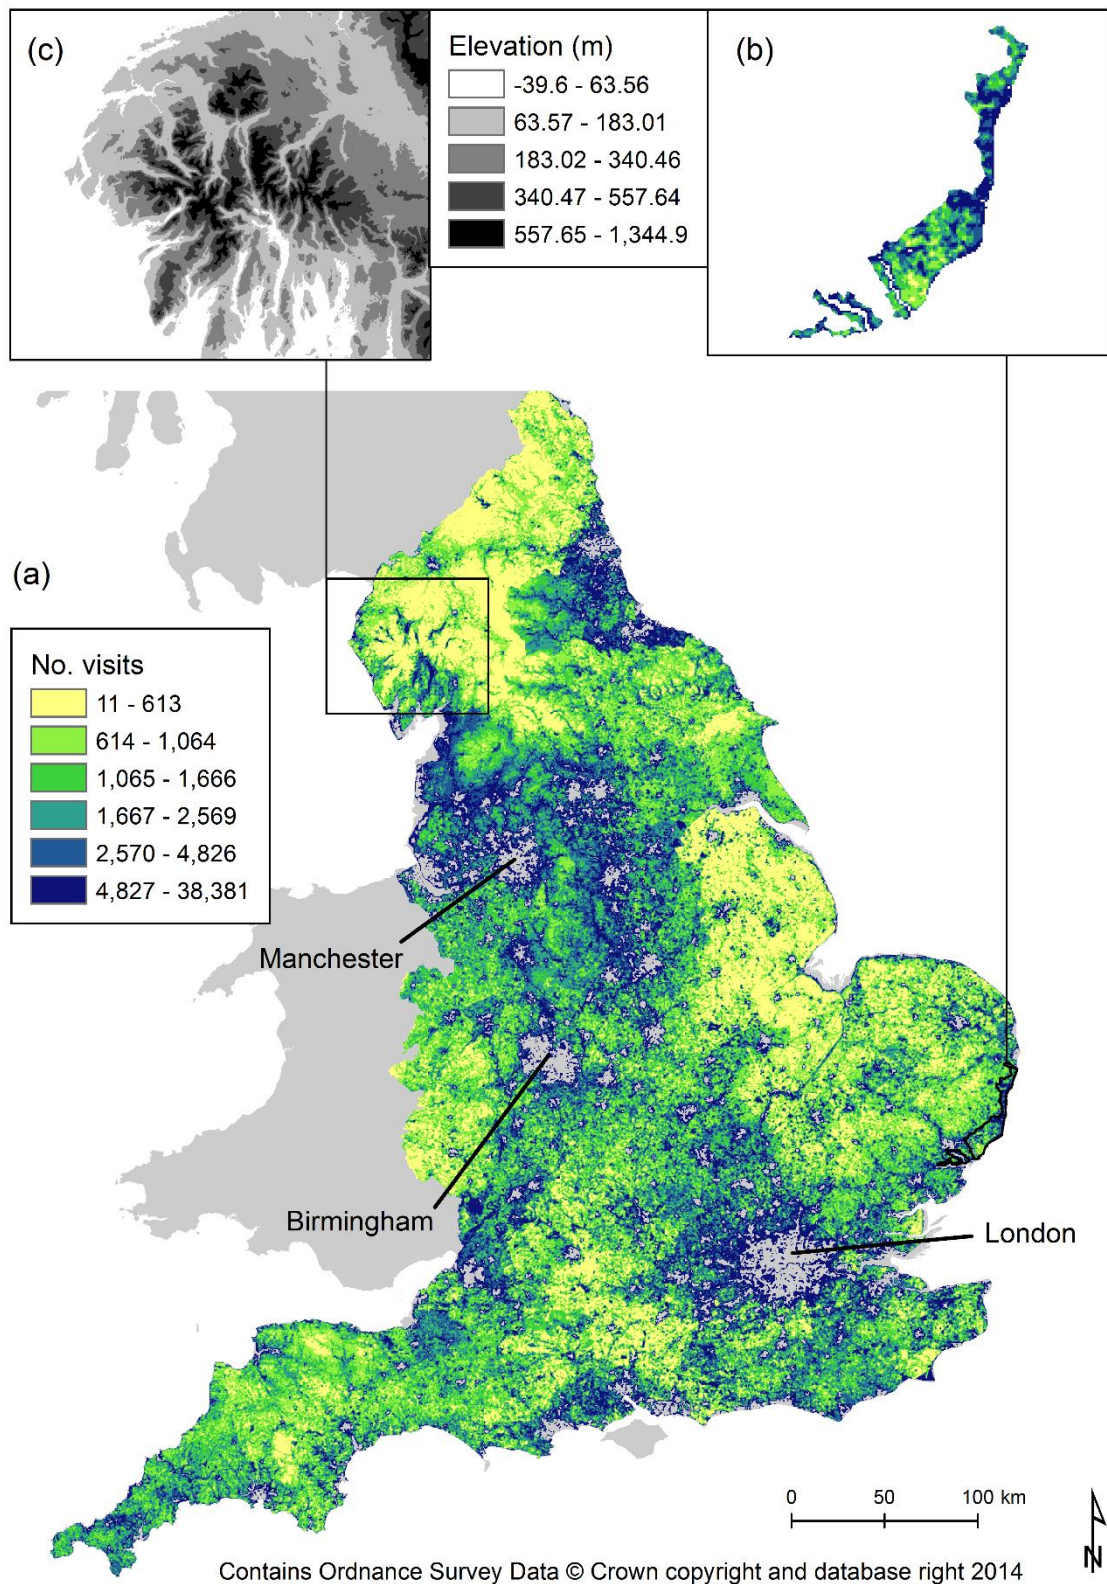 (c)
Elevation (m)
-39.6 - 63.56
63.57 - 183.01
183.02 - 340.46
340.47 - 557.64
557.65 - 1,344.9
(b)
(a)
No. visits
11 - 613
614 - 1,064
1,065 - 1,666
1,667 - 2,569
2,570 - 4,826
4,827 - 38,381
Manchester
Birmingham
London
0 50 100 km
N
Contains Ordnance Survey Data © Crown copyright and database right 2014